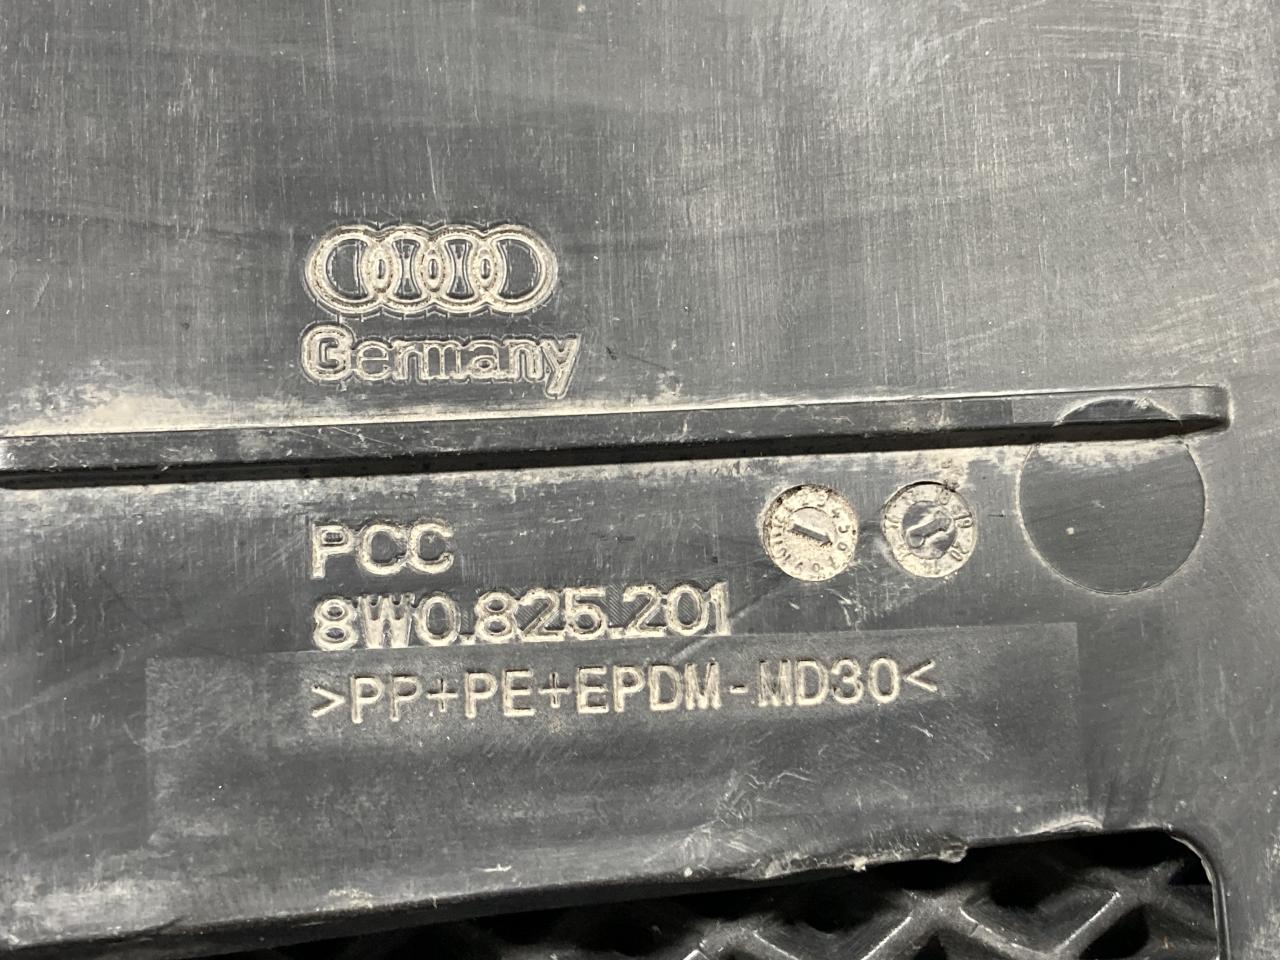 Germany
PCC
8W0.825.201
>PP+PE+EPDM-MD30<